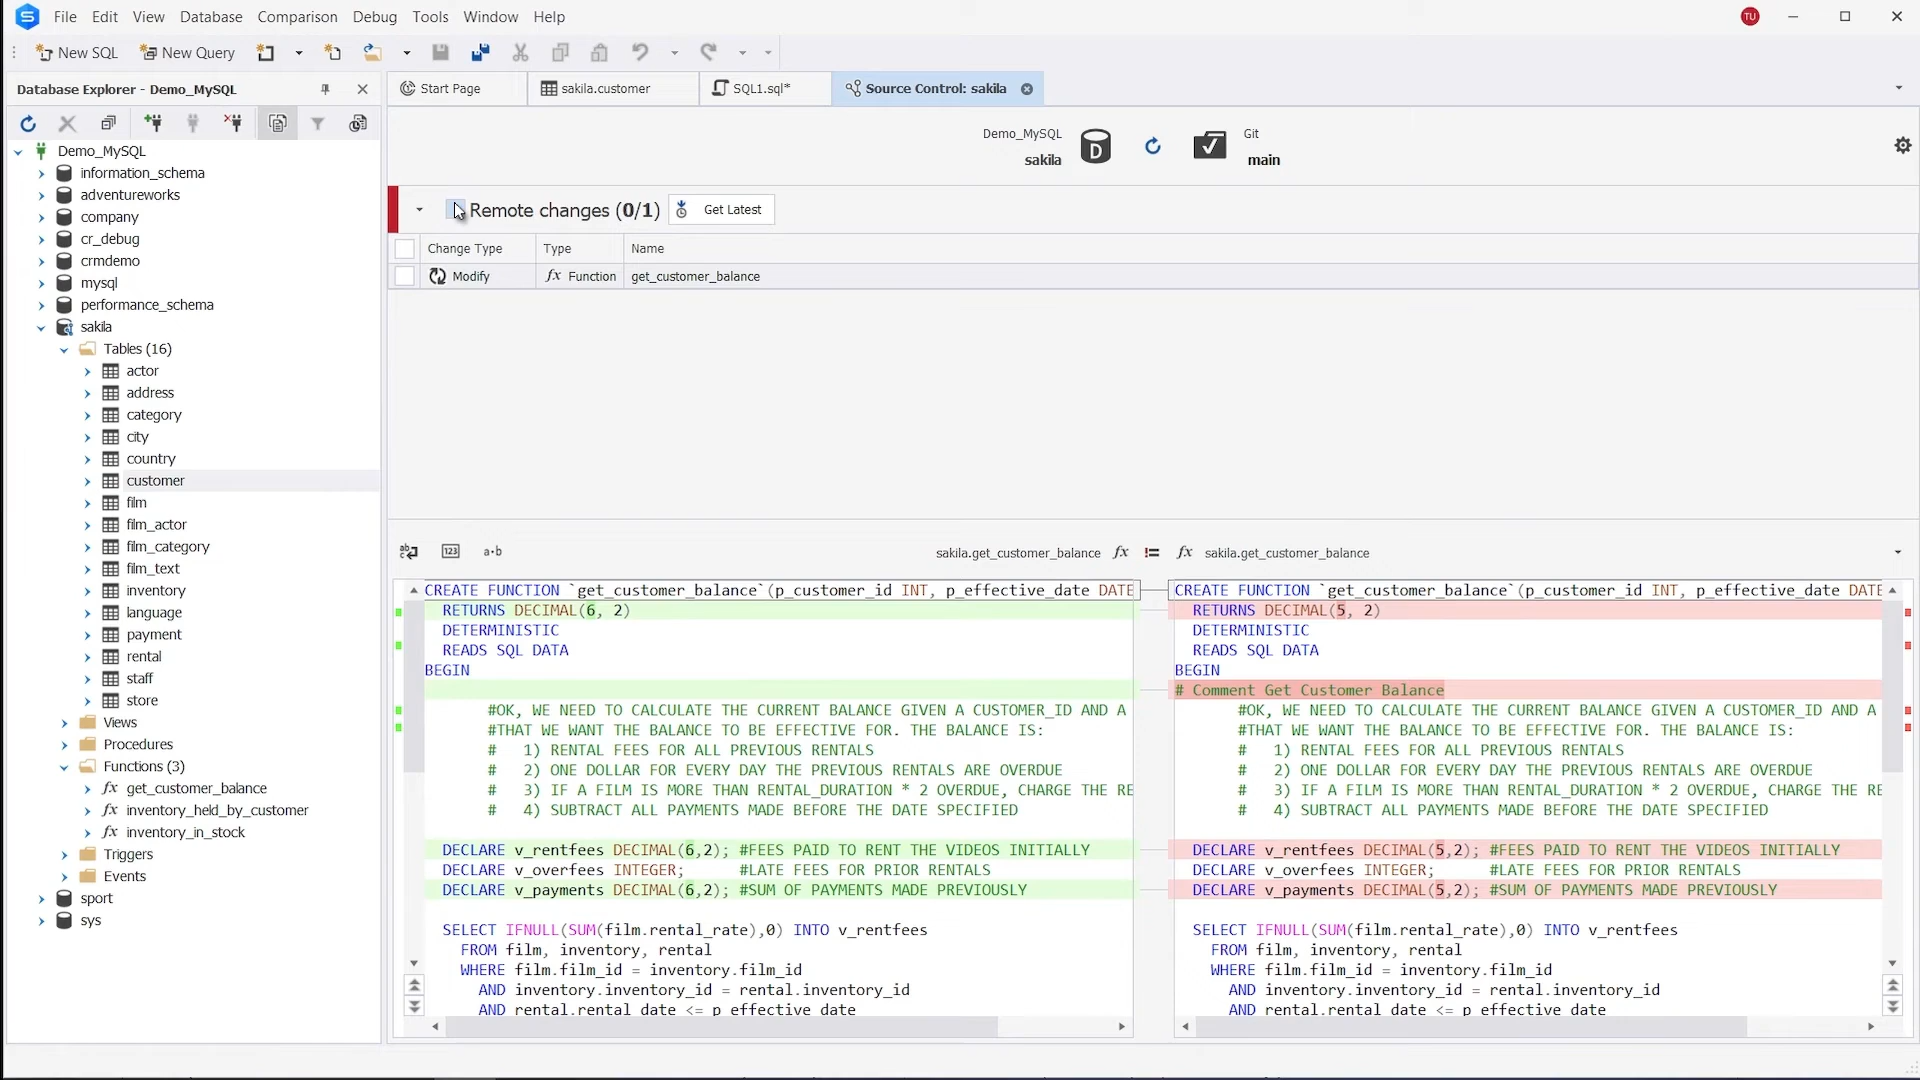 File Edit View Database Comparison Debug Tools Window Help
TU
New SQL New Query
Database Explorer - Demo_MySQL
Start Page
sakila.customer
SQL1.sql*
Source Control: sakila
Demo_MySQL
sakila
D
Git
main
Demo_MySQL
information_schema
adventureworks
company
cr_debug
crmdemo
mysql
performance_schema
sakila
Tables (16)
actor
address
category
city
country
customer
film
film_actor
film_category
film_text
inventory
language
payment
rental
staff
store
Views
Procedures
Functions (3)
fx get_customer_balance
fx inventory_held_by_customer
fx inventory_in_stock
Triggers
Events
sport
sys
Remote changes (0/1) Get Latest
Change Type Type Name
Modify fx Function get_customer_balance
sakila.get_customer_balance fx != fx sakila.get_customer_balance
CREATE FUNCTION `get_customer_balance`(p_customer_id INT, p_effective_date DATE
RETURNS DECIMAL(6, 2)
DETERMINISTIC
READS SQL DATA
BEGIN
#OK, WE NEED TO CALCULATE THE CURRENT BALANCE GIVEN A CUSTOMER_ID AND A
#THAT WE WANT THE BALANCE TO BE EFFECTIVE FOR. THE BALANCE IS:
# 1) RENTAL FEES FOR ALL PREVIOUS RENTALS
# 2) ONE DOLLAR FOR EVERY DAY THE PREVIOUS RENTALS ARE OVERDUE
# 3) IF A FILM IS MORE THAN RENTAL_DURATION * 2 OVERDUE, CHARGE THE RE
# 4) SUBTRACT ALL PAYMENTS MADE BEFORE THE DATE SPECIFIED
DECLARE v_rentfees DECIMAL(6,2); #FEES PAID TO RENT THE VIDEOS INITIALLY
DECLARE v_overfees INTEGER; #LATE FEES FOR PRIOR RENTALS
DECLARE v_payments DECIMAL(6,2); #SUM OF PAYMENTS MADE PREVIOUSLY
SELECT IFNULL(SUM(film.rental_rate),0) INTO v_rentfees
FROM film, inventory, rental
WHERE film.film_id = inventory.film_id
AND inventory.inventory_id = rental.inventory_id
AND rental.rental_date <= p_effective_date
CREATE FUNCTION `get_customer_balance`(p_customer_id INT, p_effective_date DATE
RETURNS DECIMAL(5, 2)
DETERMINISTIC
READS SQL DATA
BEGIN
# Comment Get Customer Balance
#OK, WE NEED TO CALCULATE THE CURRENT BALANCE GIVEN A CUSTOMER_ID AND A
#THAT WE WANT THE BALANCE TO BE EFFECTIVE FOR. THE BALANCE IS:
# 1) RENTAL FEES FOR ALL PREVIOUS RENTALS
# 2) ONE DOLLAR FOR EVERY DAY THE PREVIOUS RENTALS ARE OVERDUE
# 3) IF A FILM IS MORE THAN RENTAL_DURATION * 2 OVERDUE, CHARGE THE RE
# 4) SUBTRACT ALL PAYMENTS MADE BEFORE THE DATE SPECIFIED
DECLARE v_rentfees DECIMAL(5,2); #FEES PAID TO RENT THE VIDEOS INITIALLY
DECLARE v_overfees INTEGER; #LATE FEES FOR PRIOR RENTALS
DECLARE v_payments DECIMAL(5,2); #SUM OF PAYMENTS MADE PREVIOUSLY
SELECT IFNULL(SUM(film.rental_rate),0) INTO v_rentfees
FROM film, inventory, rental
WHERE film.film_id = inventory.film_id
AND inventory.inventory_id = rental.inventory_id
AND rental.rental_date <= p_effective_date